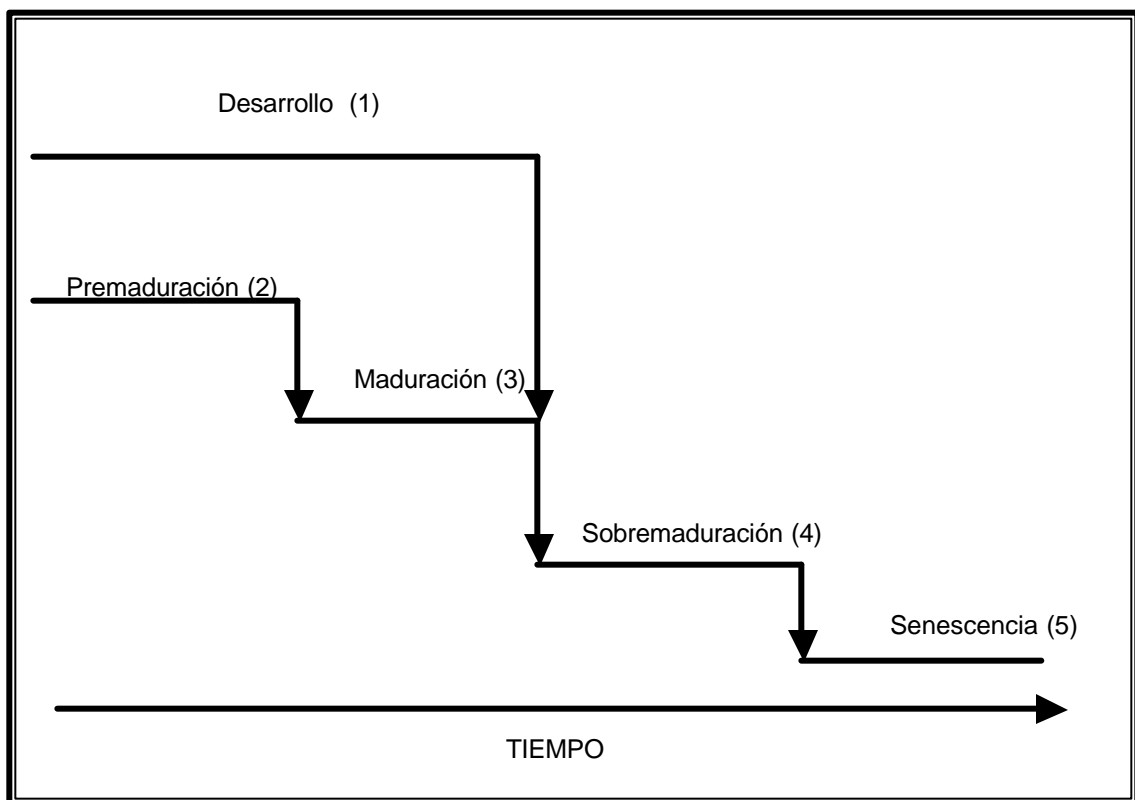 Desarrollo (1)
Premaduración (2)
Maduración (3)
Sobremaduración (4)
Senescencia (5)
TIEMPO